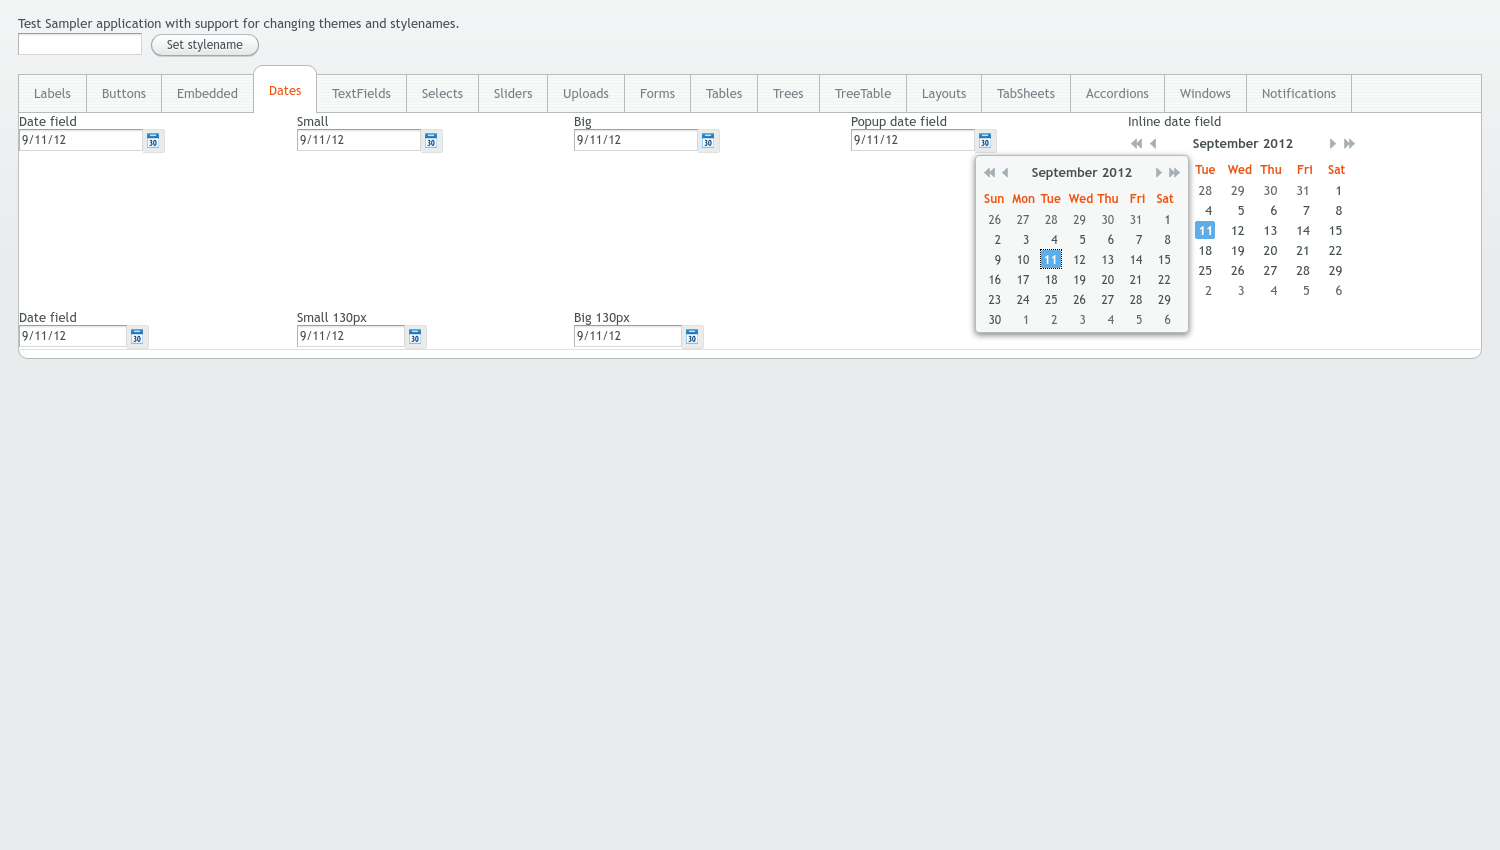 Test Sampler application with support for changing themes and stylenames.
Set stylename
Labels Buttons Embedded Dates TextFields Selects Sliders Uploads Forms Tables Trees TreeTable Layouts TabSheets Accordions Windows Notifications
Date field Small Big Popup date field Inline date field
9/11/12 30 9/11/12 30 9/11/12 30 9/11/12 30
September 2012
Tue Wed Thu Fri Sat
28 29 30 31 1
4 5 6 7 8
11 12 13 14 15
18 19 20 21 22
25 26 27 28 29
2 3 4 5 6
September 2012
Sun Mon Tue Wed Thu Fri Sat
26 27 28 29 30 31 1
2 3 4 5 6 7 8
9 10 11 12 13 14 15
16 17 18 19 20 21 22
23 24 25 26 27 28 29
30 1 2 3 4 5 6
Date field Small 130px Big 130px
9/11/12 30 9/11/12 30 9/11/12 30